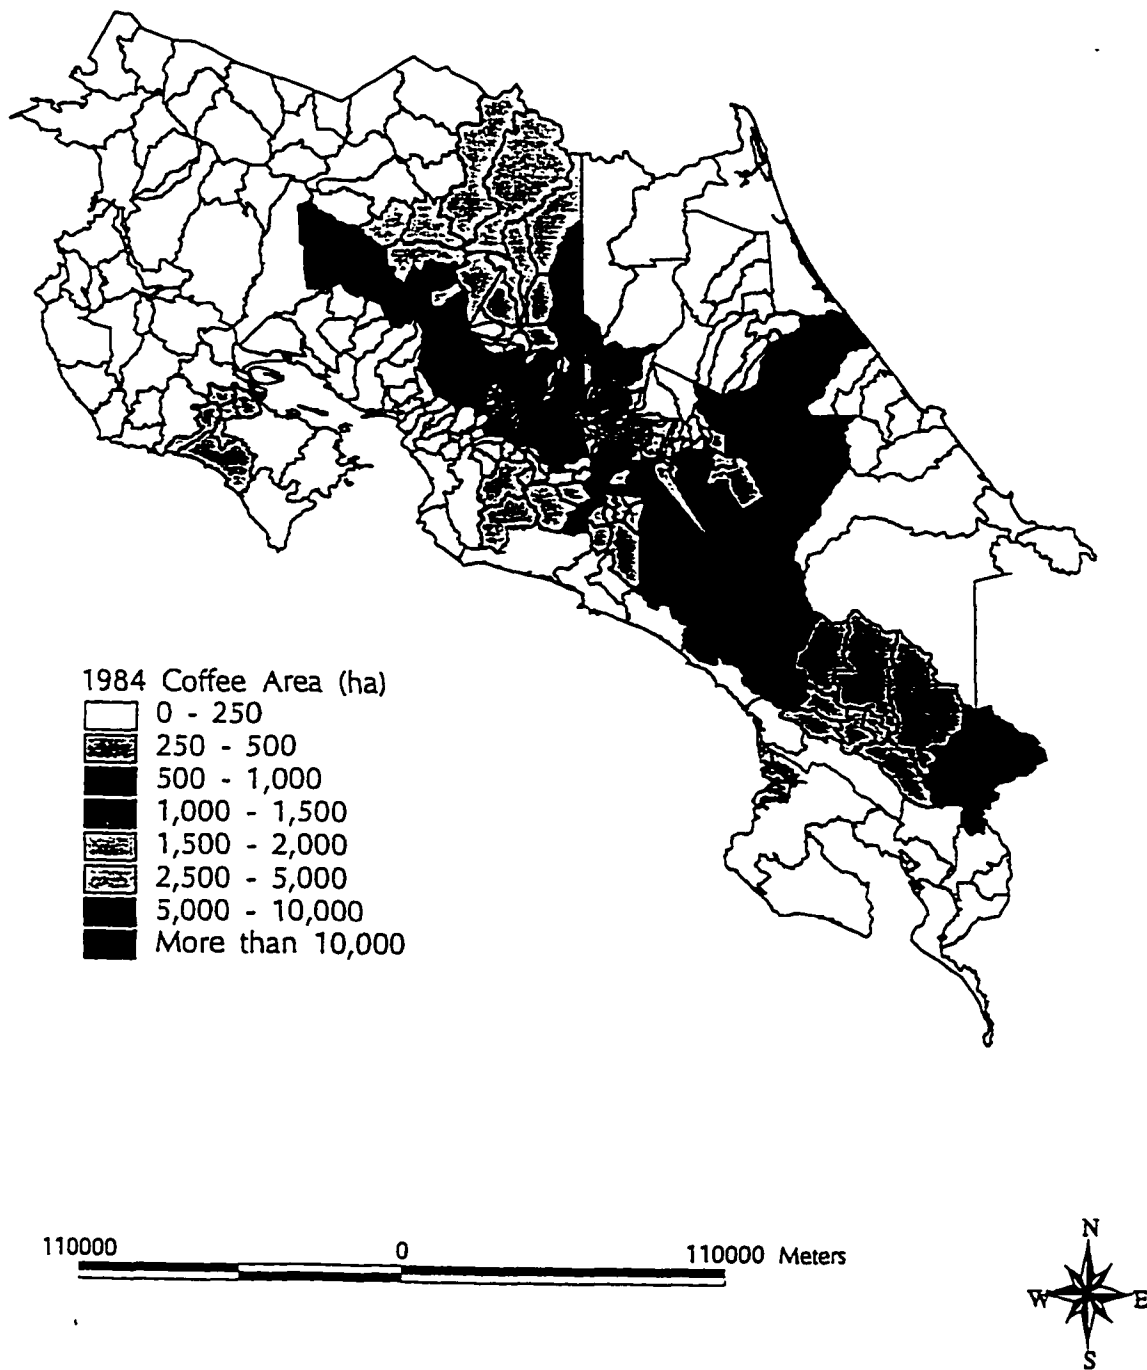 1984 Coffee Area (ha)
0 - 250
250 - 500
500 - 1,000
1,000 - 1,500
1,500 - 2,000
2,500 - 5,000
5,000 - 10,000
More than 10,000
110000 0 110000 Meters
N
W E
S